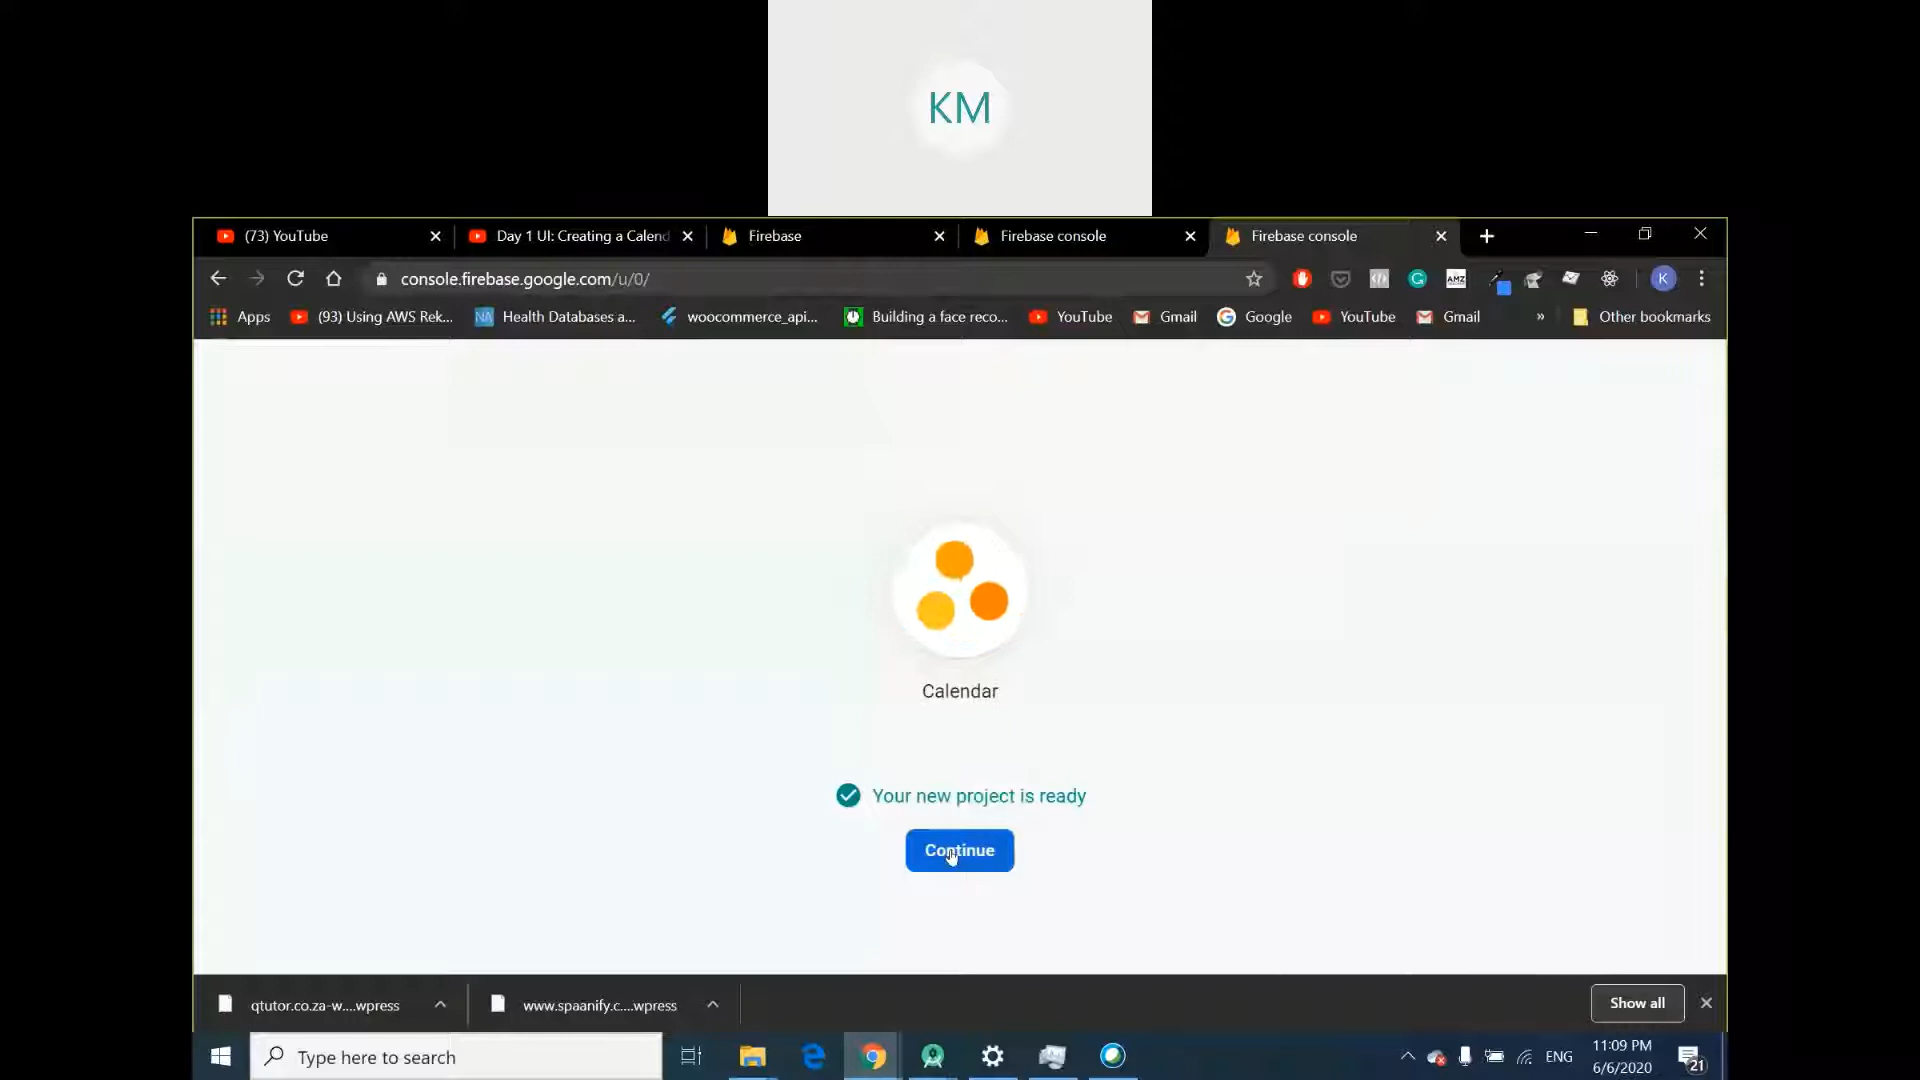 KM
(73) YouTube
Day 1 UI: Creating a Calend
Firebase
Firebase console
Firebase console
console.firebase.google.com/u/0/
AMZ
K
Apps
(93) Using AWS Rek...
NA
Health Databases a...
woocommerce_api...
Building a face reco...
YouTube
Gmail
Google
YouTube
Gmail
»
Other bookmarks
Calendar
Your new project is ready
Continue
qtutor.co.za-w....wpress
www.spaanify.c....wpress
Show all
Type here to search
ENG
11:09 PM
6/6/2020
21